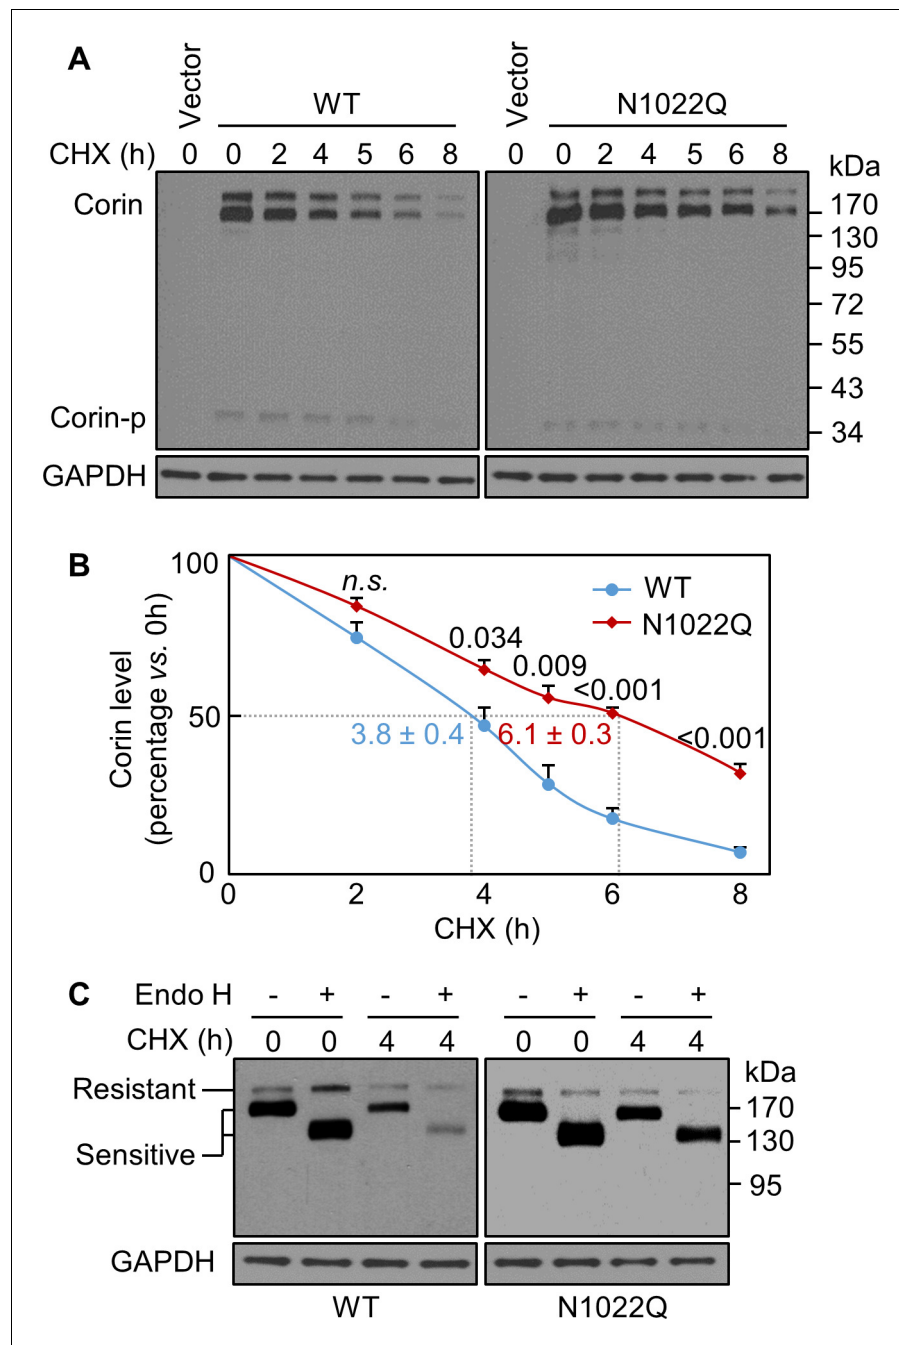 A
Vector WT Vector N1022Q
CHX (h) 0 0 2 4 5 6 8 0 0 2 4 5 6 8 kDa
Corin
170
130
95
72
55
43
Corin-p
34
GAPDH
B
100
50
0
Corin level
(percentage vs. 0h)
WT
N1022Q
n.s.
0.034
0.009
<0.001
<0.001
3.8 ± 0.4 6.1 ± 0.3
0 2 4 6 8
CHX (h)
C
Endo H - + - + - + - +
CHX (h) 0 0 4 4 0 0 4 4
kDa
Resistant
170
130
Sensitive
95
GAPDH
WT N1022Q